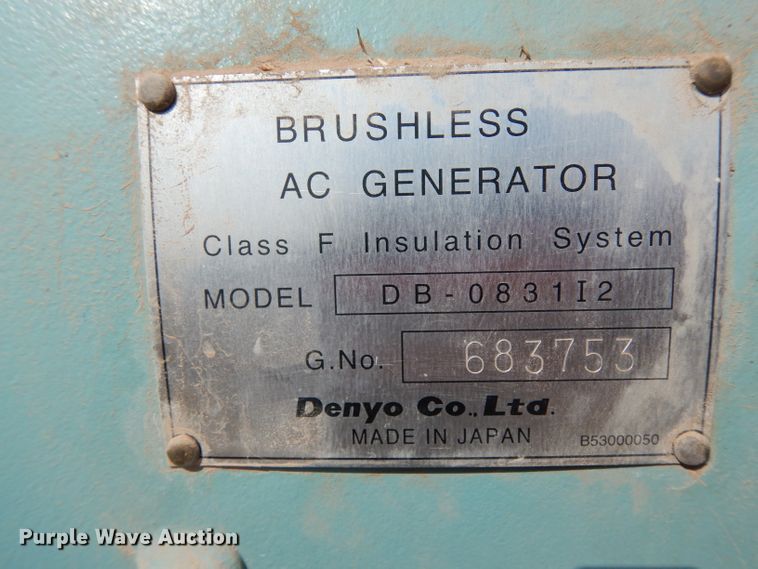 BRUSHLESS
AC GENERATOR
Class F Insulation System
MODEL DB-0831I2
G.No. 683753
Denyo Co., Ltd.
MADE IN JAPAN B53000050
Purple Wave Auction